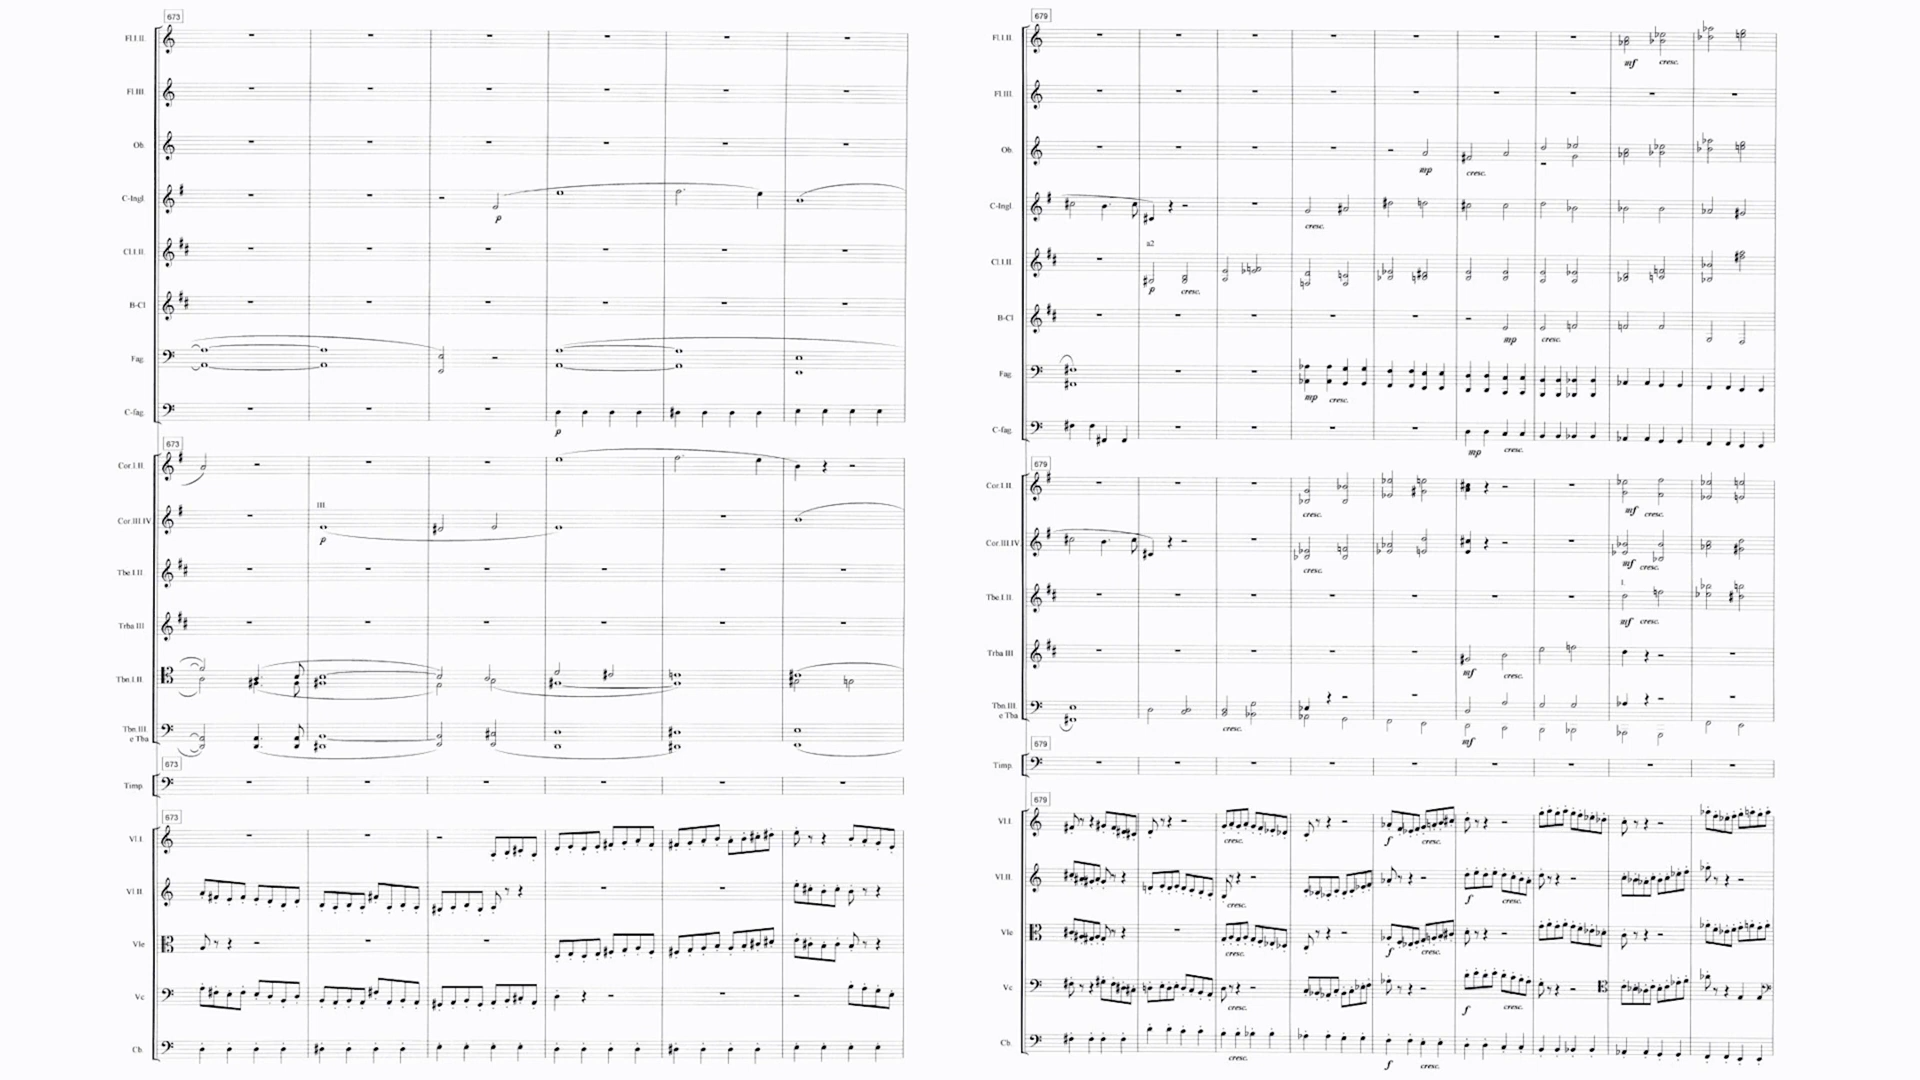 673
Fl.I.II.
Fl.III.
Ob.
C-Ingl.
p
Cl.I.II.
B-Cl
Fag.
C-fag.
p
673
Cor I.II.
III
Cor.III.IV.
p
Tbe I.II.
Trba III
Tbn.I.II.
Tbn.III.
e Tba
673
Timp.
673
Vl.I.
Vl.II.
Vle
Vc
Cb.
679
Fl.I.II.
mf cresc.
Fl.III.
Ob.
mp cresc.
C-Ingl.
cresc.
a2
Cl.I.II.
p cresc.
B-Cl
mp cresc.
Fag.
mp cresc.
C-fag.
mp cresc.
679
Cor I.II.
cresc. mf cresc.
Cor.III.IV.
cresc. mf cresc.
I.
Tbe I.II.
mf cresc.
Trba III
mf cresc.
Tbn.III.
e Tba
cresc. mf
679
Timp.
679
Vl.I.
cresc. f cresc.
Vl.II.
cresc. f cresc.
Vle
cresc. f cresc.
Vc
cresc. f cresc.
Cb.
cresc. f cresc.